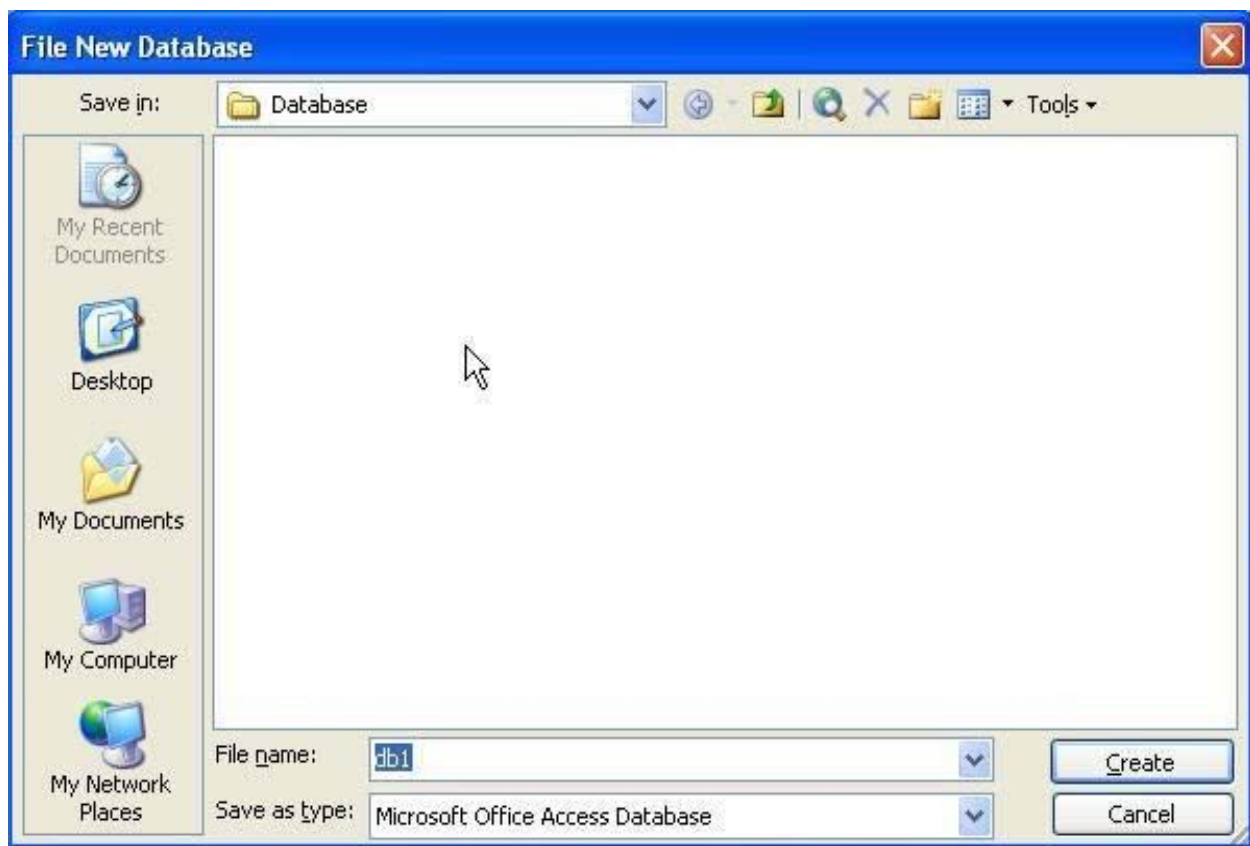 File New Database
Save in:
Database
Tools
My Recent
Documents
Desktop
My Documents
My Computer
My Network
Places
File name:
db1
Create
Save as type:
Microsoft Office Access Database
Cancel